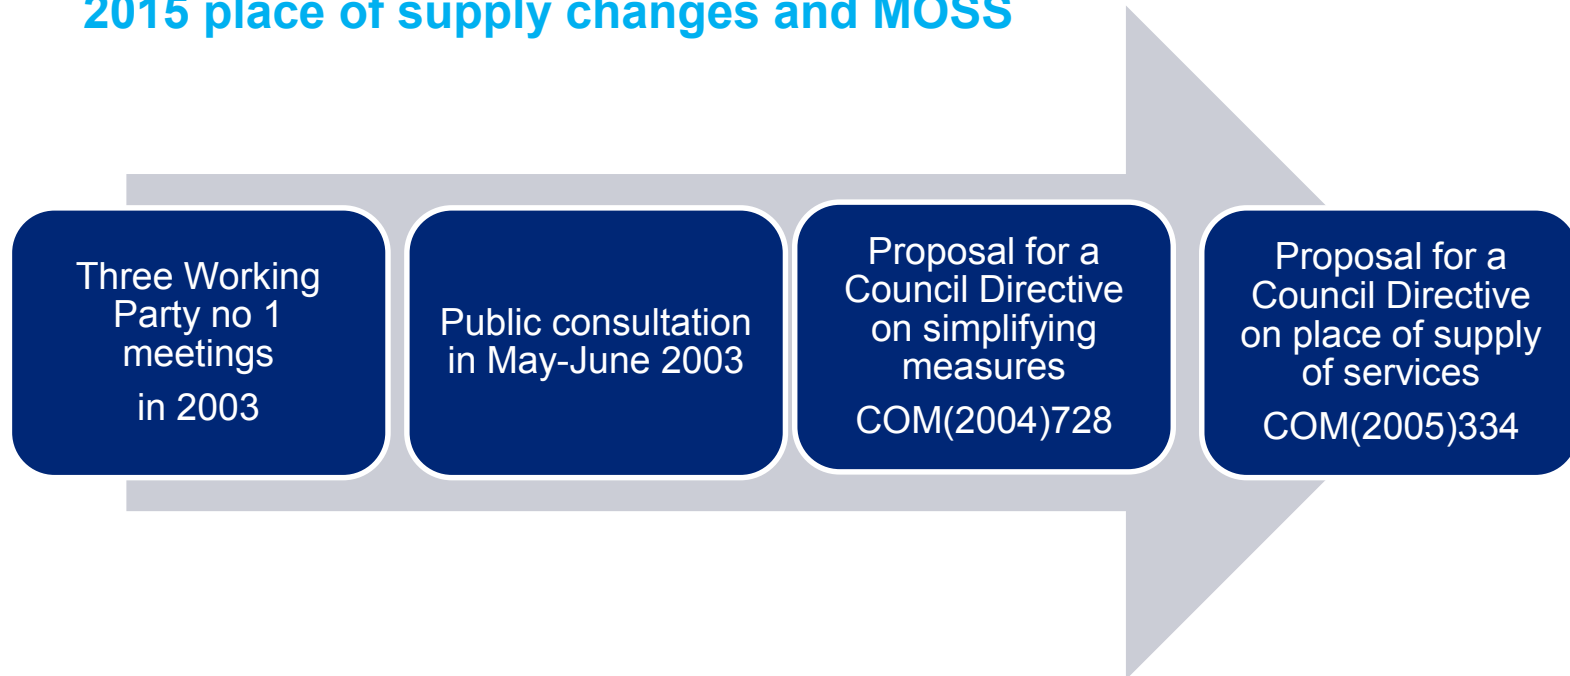 2015 place of supply changes and MOSS
Three Working
Party no 1
meetings
in 2003
Public consultation
in May-June 2003
Proposal for a
Council Directive
on simplifying
measures
COM(2004)728
Proposal for a
Council Directive
on place of supply
of services
COM(2005)334